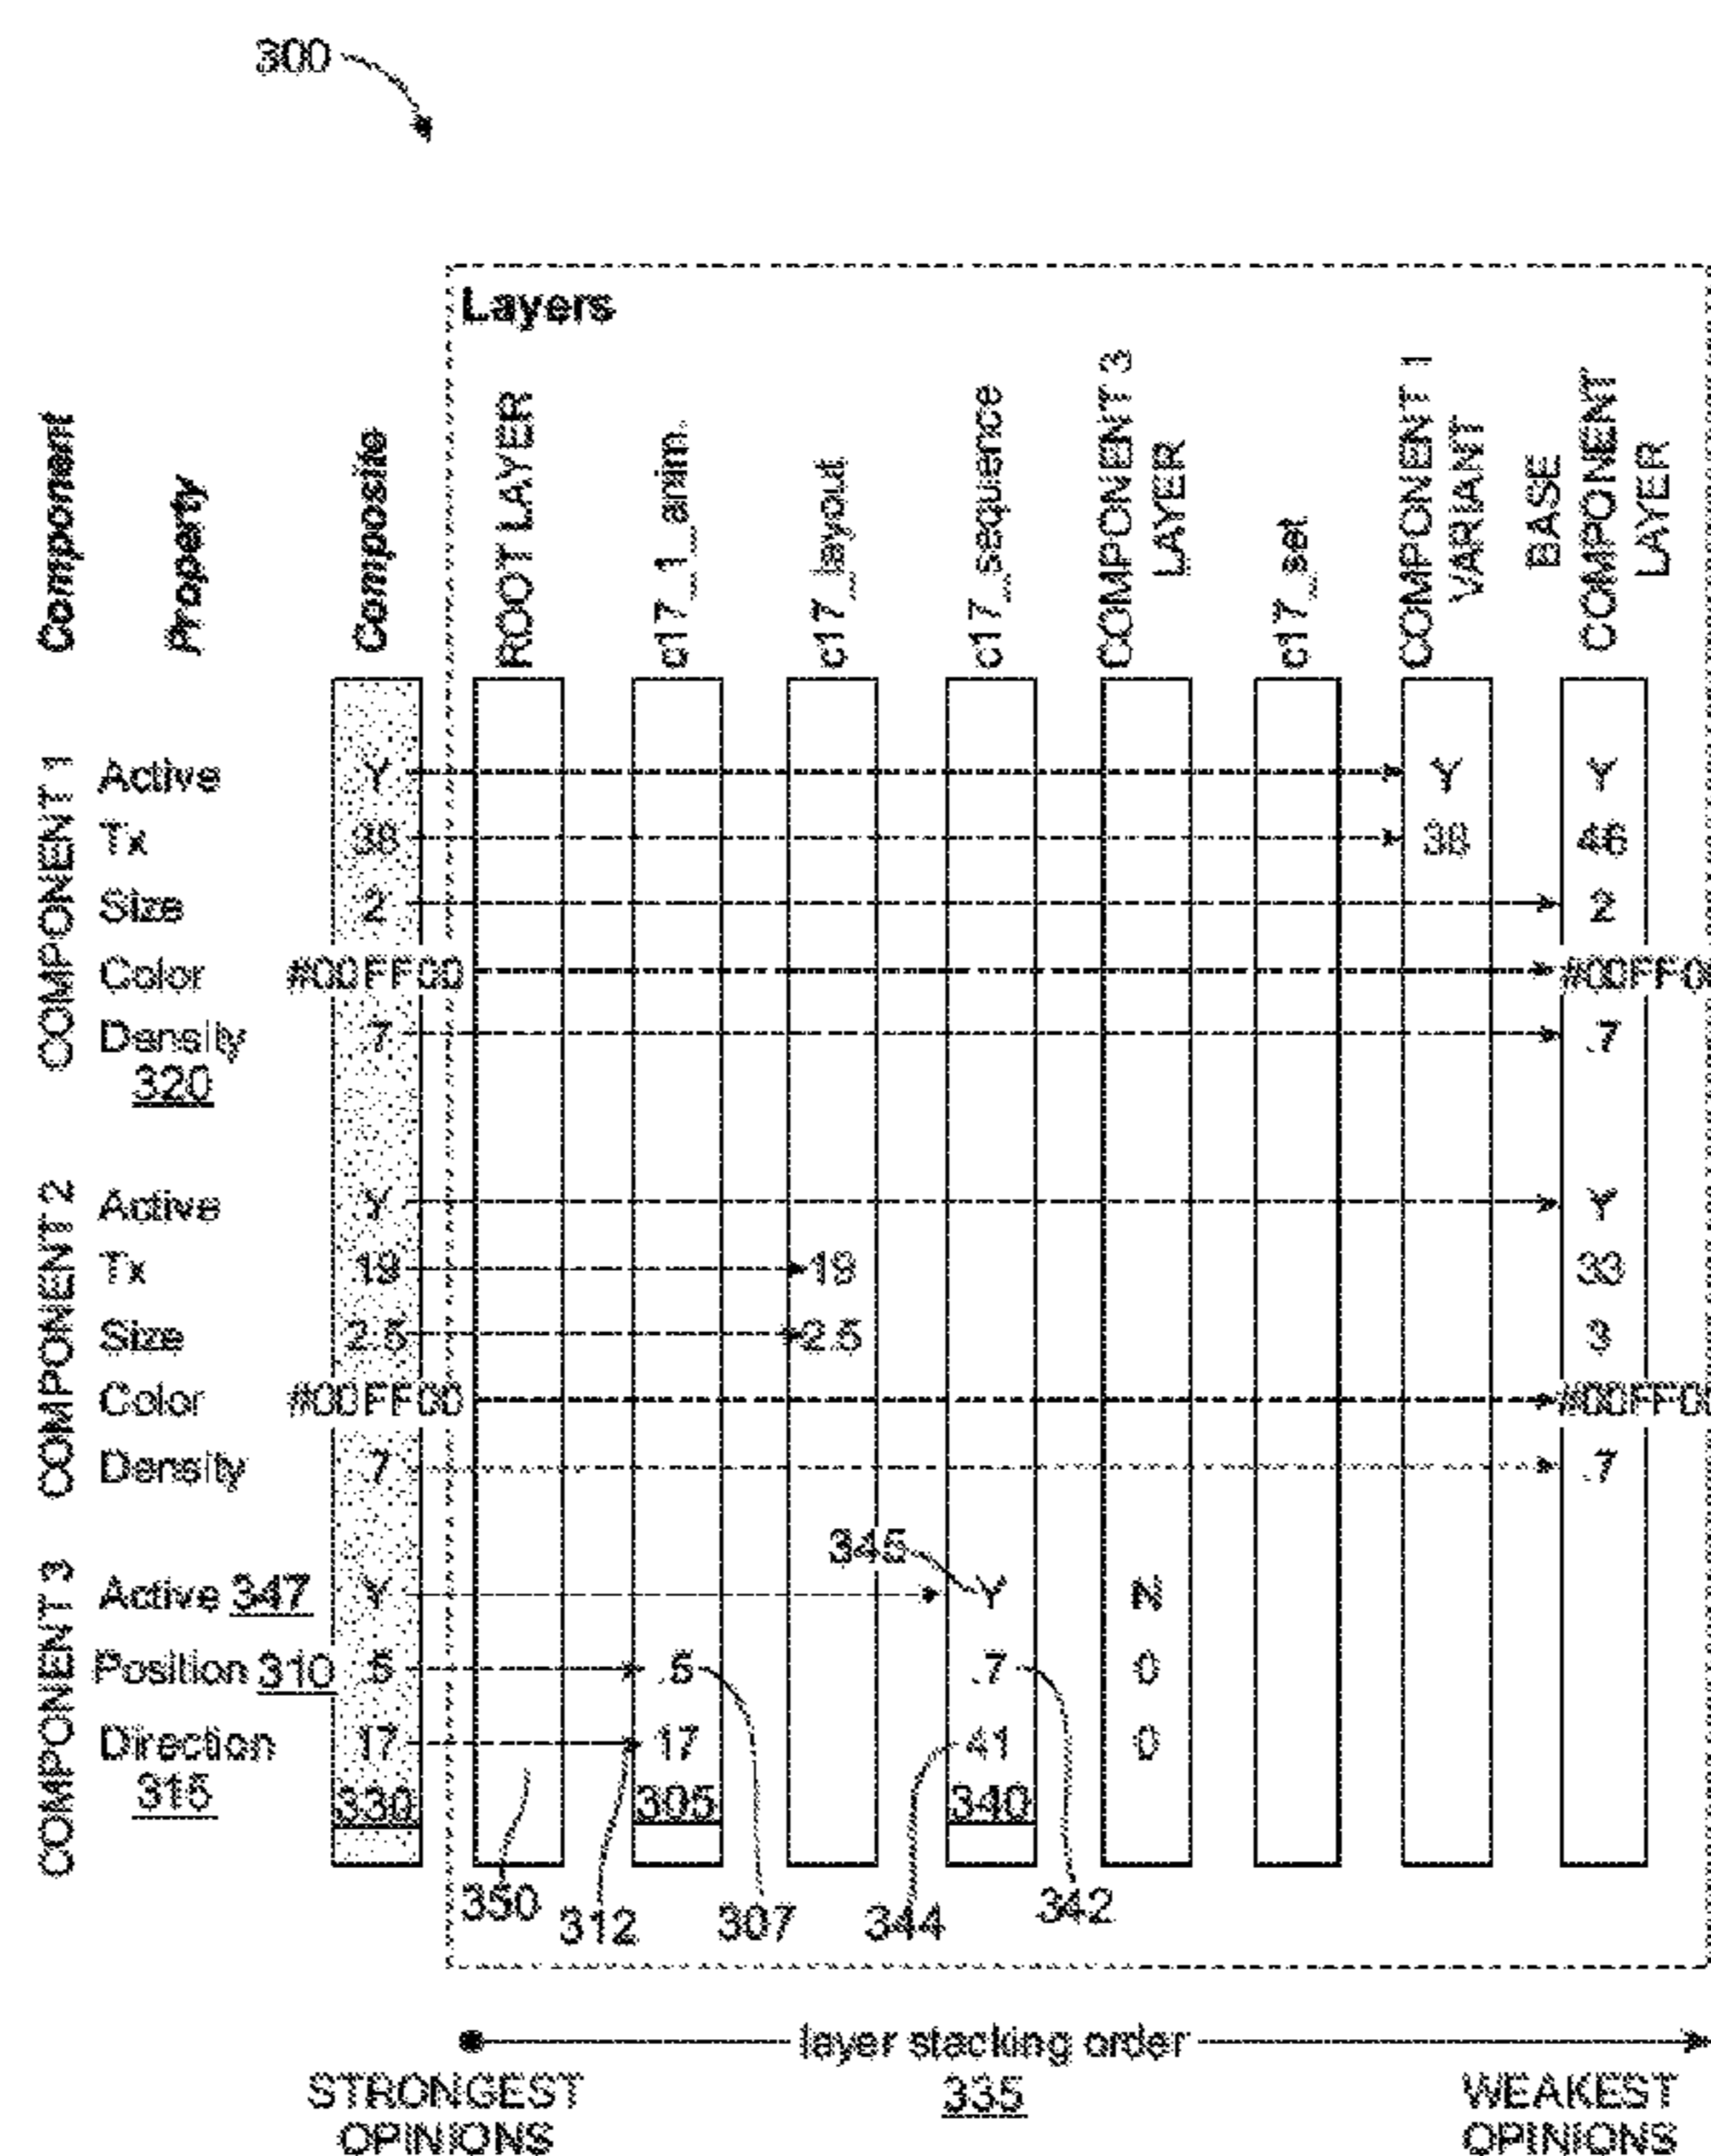 300
Layers
Component
Property
Composite
ROOT LAYER
c17_1_anim.
c17_layout
c17_sequence
COMPONENT 3
LAYER
c17_set
COMPONENT 1
VARIANT
BASE
COMPONENT
LAYER
COMPONENT 1
Active Y Y Y
Tx 38 38 46
Size 2 2
Color #00FF00 #00FF00
Density .7 .7
320
COMPONENT 2
Active Y Y
Tx 19 19 33
Size 2.5 2.5 3
Color #00FF00 #00FF00
Density .7 .7
345
COMPONENT 3
Active 347 Y Y N
Position 310 .5 .5 .7 0
Direction 17 17 41 0
315 330 305 340
350 312 307 344 342
layer stacking order
335
STRONGEST
OPINIONS
WEAKEST
OPINIONS